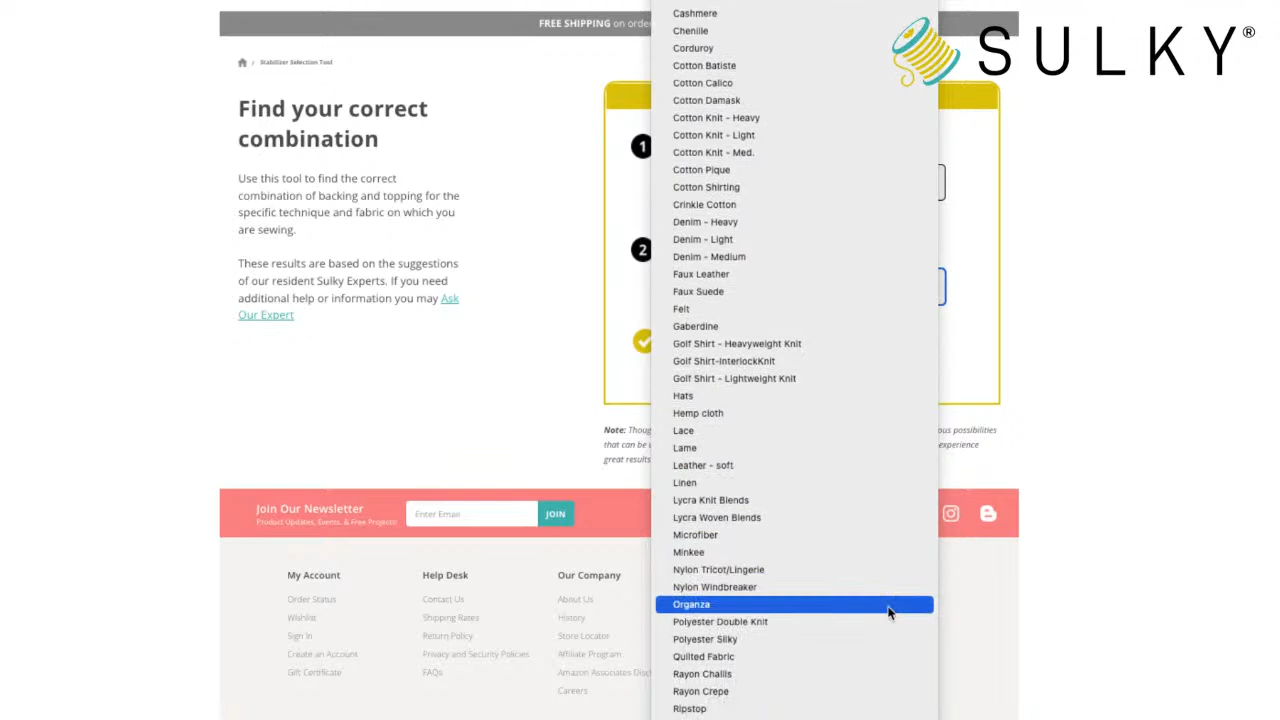 FREE SHIPPING on orde
SULKY®
Stabilizer Selection Tool
Find your correct
combination
Use this tool to find the correct
combination of backing and topping for the
specific technique and fabric on which you
are sewing.
These results are based on the suggestions
of our resident Sulky Experts. If you need
additional help or information you may Ask
Our Expert
1
2
Cashmere
Chenille
Corduroy
Cotton Batiste
Cotton Calico
Cotton Damask
Cotton Knit - Heavy
Cotton Knit - Light
Cotton Knit - Med.
Cotton Pique
Cotton Shirting
Crinkle Cotton
Denim - Heavy
Denim - Light
Denim - Medium
Faux Leather
Faux Suede
Felt
Gaberdine
Golf Shirt - Heavyweight Knit
Golf Shirt-InterlockKnit
Golf Shirt - Lightweight Knit
Hats
Hemp cloth
Lace
Lame
Leather - soft
Linen
Lycra Knit Blends
Lycra Woven Blends
Microfiber
Minkee
Nylon Tricot/Lingerie
Nylon Windbreaker
Organza
Polyester Double Knit
Polyester Silky
Quilted Fabric
Rayon Challis
Rayon Crepe
Ripstop
Note: Thoug ous possibilities
that can be u experience
great results
Join Our Newsletter
Product Updates, Events, & Free Projects!
Enter Email
JOIN
My Account
Order Status
Wishlist
Sign In
Create an Account
Gift Certificate
Help Desk
Contact Us
Shipping Rates
Return Policy
Privacy and Security Policies
FAQs
Our Company
About Us
History
Store Locator
Affiliate Program
Amazon Associates Discl
Careers